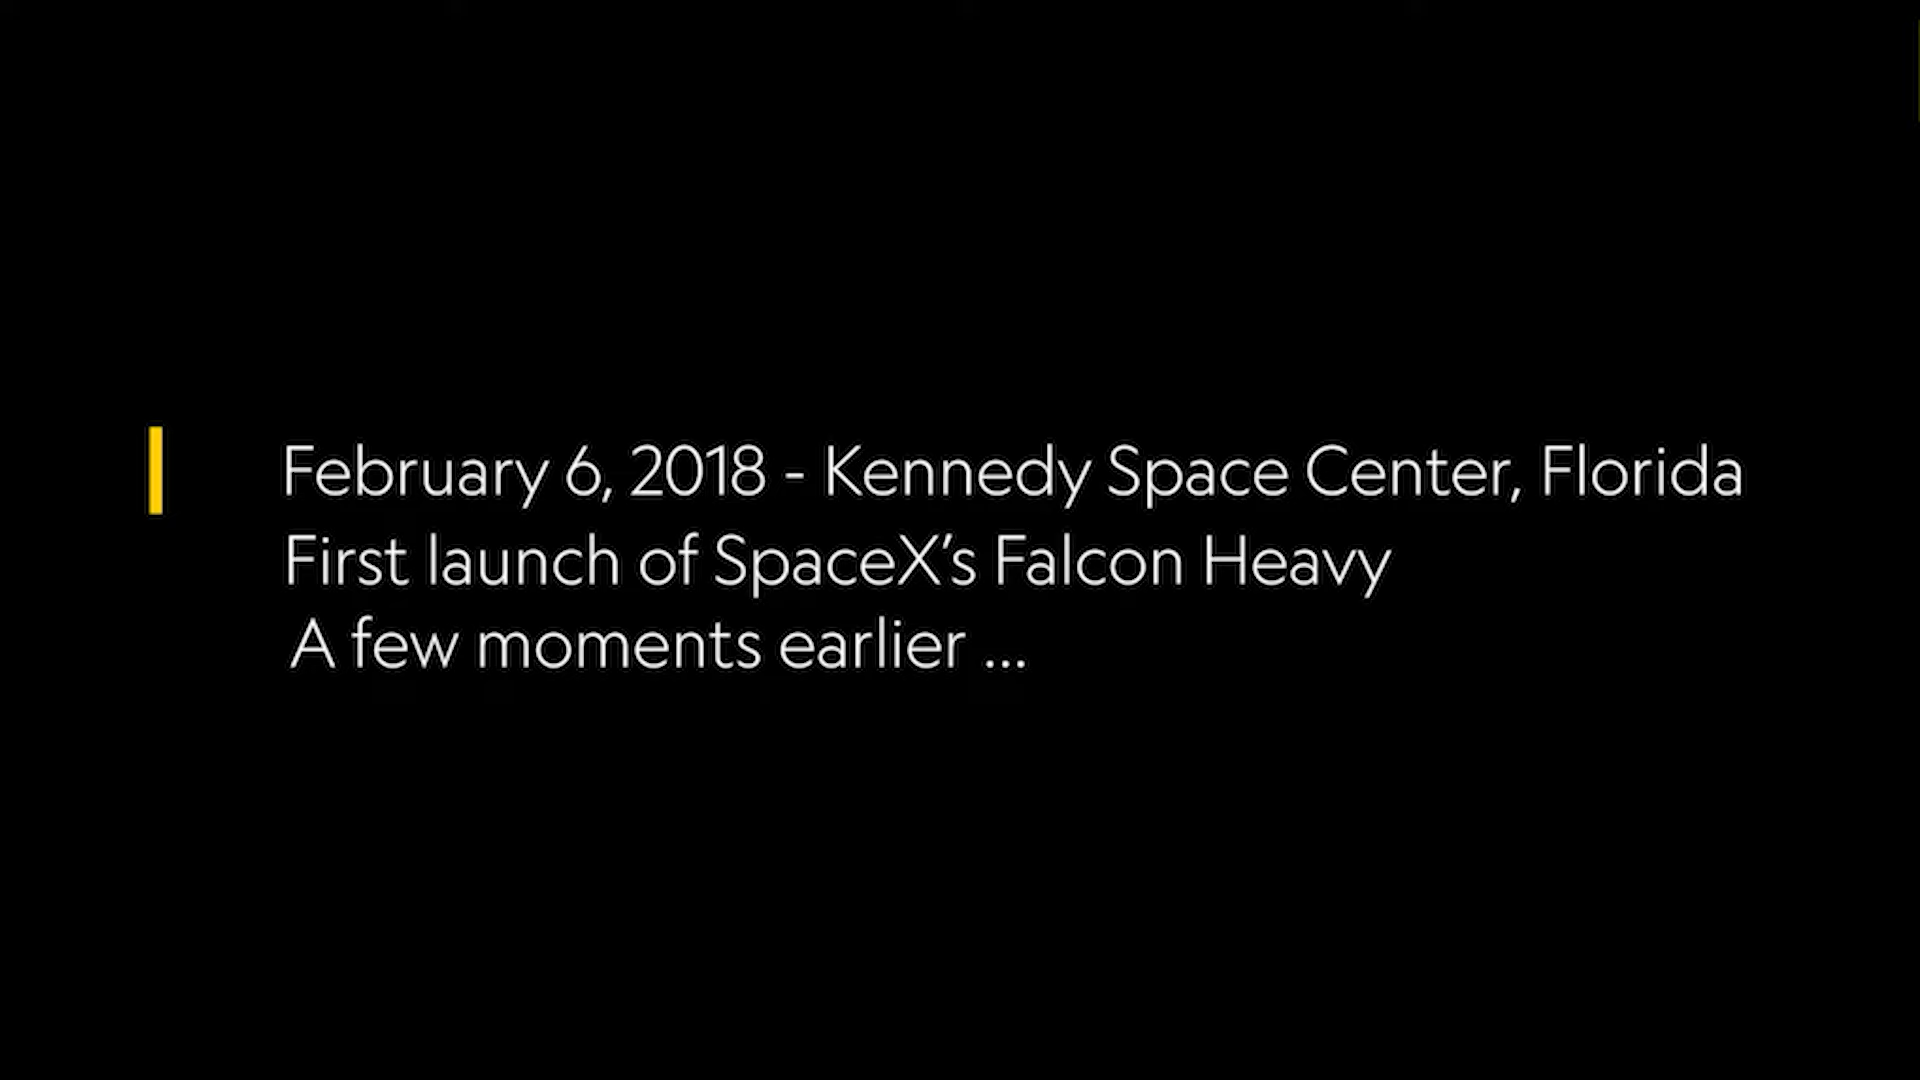 February 6, 2018 - Kennedy Space Center, Florida
First launch of SpaceX’s Falcon Heavy
A few moments earlier ...